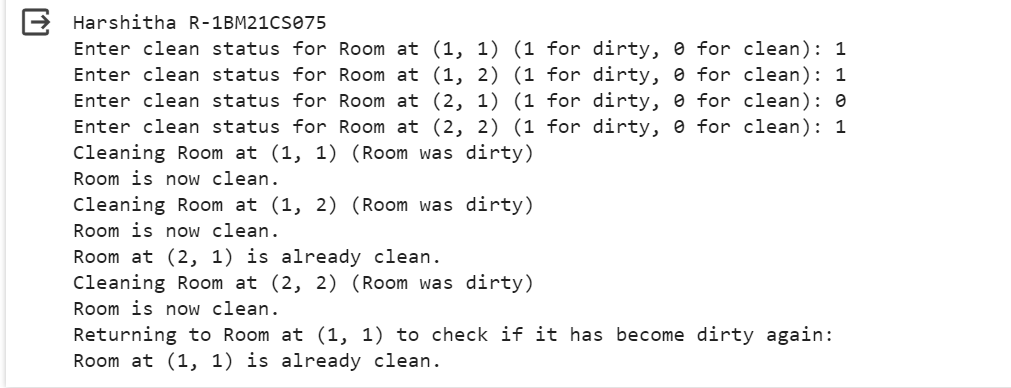 Harshitha R-1BM21CS075
Enter clean status for Room at (1, 1) (1 for dirty, 0 for clean): 1
Enter clean status for Room at (1, 2) (1 for dirty, 0 for clean): 1
Enter clean status for Room at (2, 1) (1 for dirty, 0 for clean): 0
Enter clean status for Room at (2, 2) (1 for dirty, 0 for clean): 1
Cleaning Room at (1, 1) (Room was dirty)
Room is now clean.
Cleaning Room at (1, 2) (Room was dirty)
Room is now clean.
Room at (2, 1) is already clean.
Cleaning Room at (2, 2) (Room was dirty)
Room is now clean.
Returning to Room at (1, 1) to check if it has become dirty again:
Room at (1, 1) is already clean.